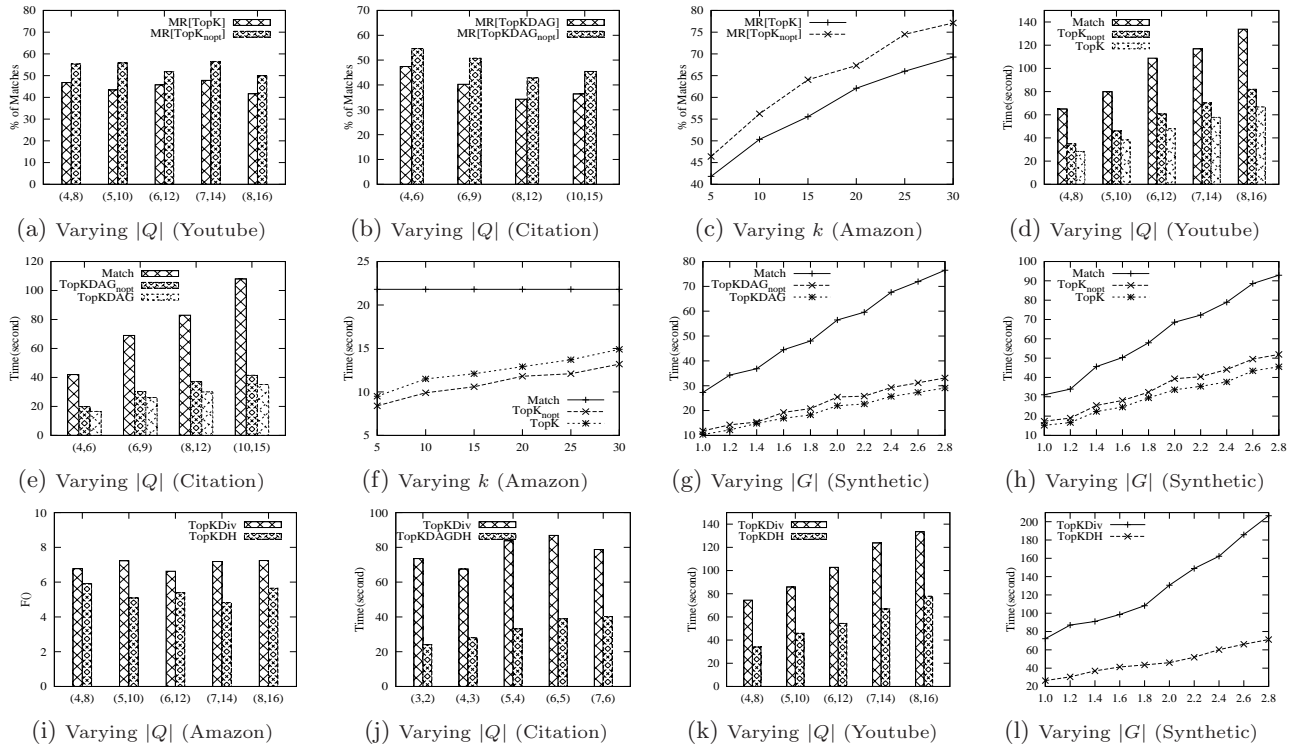 MR[TopK]
MR[TopKnopt]
% of Matches
80
70
60
50
40
30
20
10
0
(4,8) (5,10) (6,12) (7,14) (8,16)
(a) Varying |Q| (Youtube)
MR[TopKDAG]
MR[TopKDAGnopt]
% of Matches
70
60
50
40
30
20
10
0
(4,6) (6,9) (8,12) (10,15)
(b) Varying |Q| (Citation)
MR[TopK]
MR[TopKnopt]
% of Matches
80
75
70
65
60
55
50
45
40
5 10 15 20 25 30
(c) Varying k (Amazon)
Match
TopKnopt
TopK
Time(second)
140
120
100
80
60
40
20
0
(4,8) (5,10) (6,12) (7,14) (8,16)
(d) Varying |Q| (Youtube)
Match
TopKDAGnopt
TopKDAG
Time(second)
120
100
80
60
40
20
0
(4,6) (6,9) (8,12) (10,15)
(e) Varying |Q| (Citation)
Match
TopKnopt
TopK
Time(second)
25
20
15
10
5
5 10 15 20 25 30
(f) Varying k (Amazon)
Match
TopKDAGnopt
TopKDAG
Time(second)
80
70
60
50
40
30
20
10
1.0 1.2 1.4 1.6 1.8 2.0 2.2 2.4 2.6 2.8
(g) Varying |G| (Synthetic)
Match
TopKnopt
TopK
Time(second)
100
90
80
70
60
50
40
30
20
10
0
1.0 1.2 1.4 1.6 1.8 2.0 2.2 2.4 2.6 2.8
(h) Varying |G| (Synthetic)
TopKDiv
TopKDH
F()
10
8
6
4
2
0
(4,8) (5,10) (6,12) (7,14) (8,16)
(i) Varying |Q| (Amazon)
TopKDiv
TopKDAGDH
Time(second)
100
80
60
40
20
0
(3,2) (4,3) (5,4) (6,5) (7,6)
(j) Varying |Q| (Citation)
TopKDiv
TopKDH
Time(second)
140
120
100
80
60
40
20
0
(4,8) (5,10) (6,12) (7,14) (8,16)
(k) Varying |Q| (Youtube)
TopKDiv
TopKDH
Time(second)
200
180
160
140
120
100
80
60
40
20
1.0 1.2 1.4 1.6 1.8 2.0 2.2 2.4 2.6 2.8
(l) Varying |G| (Synthetic)